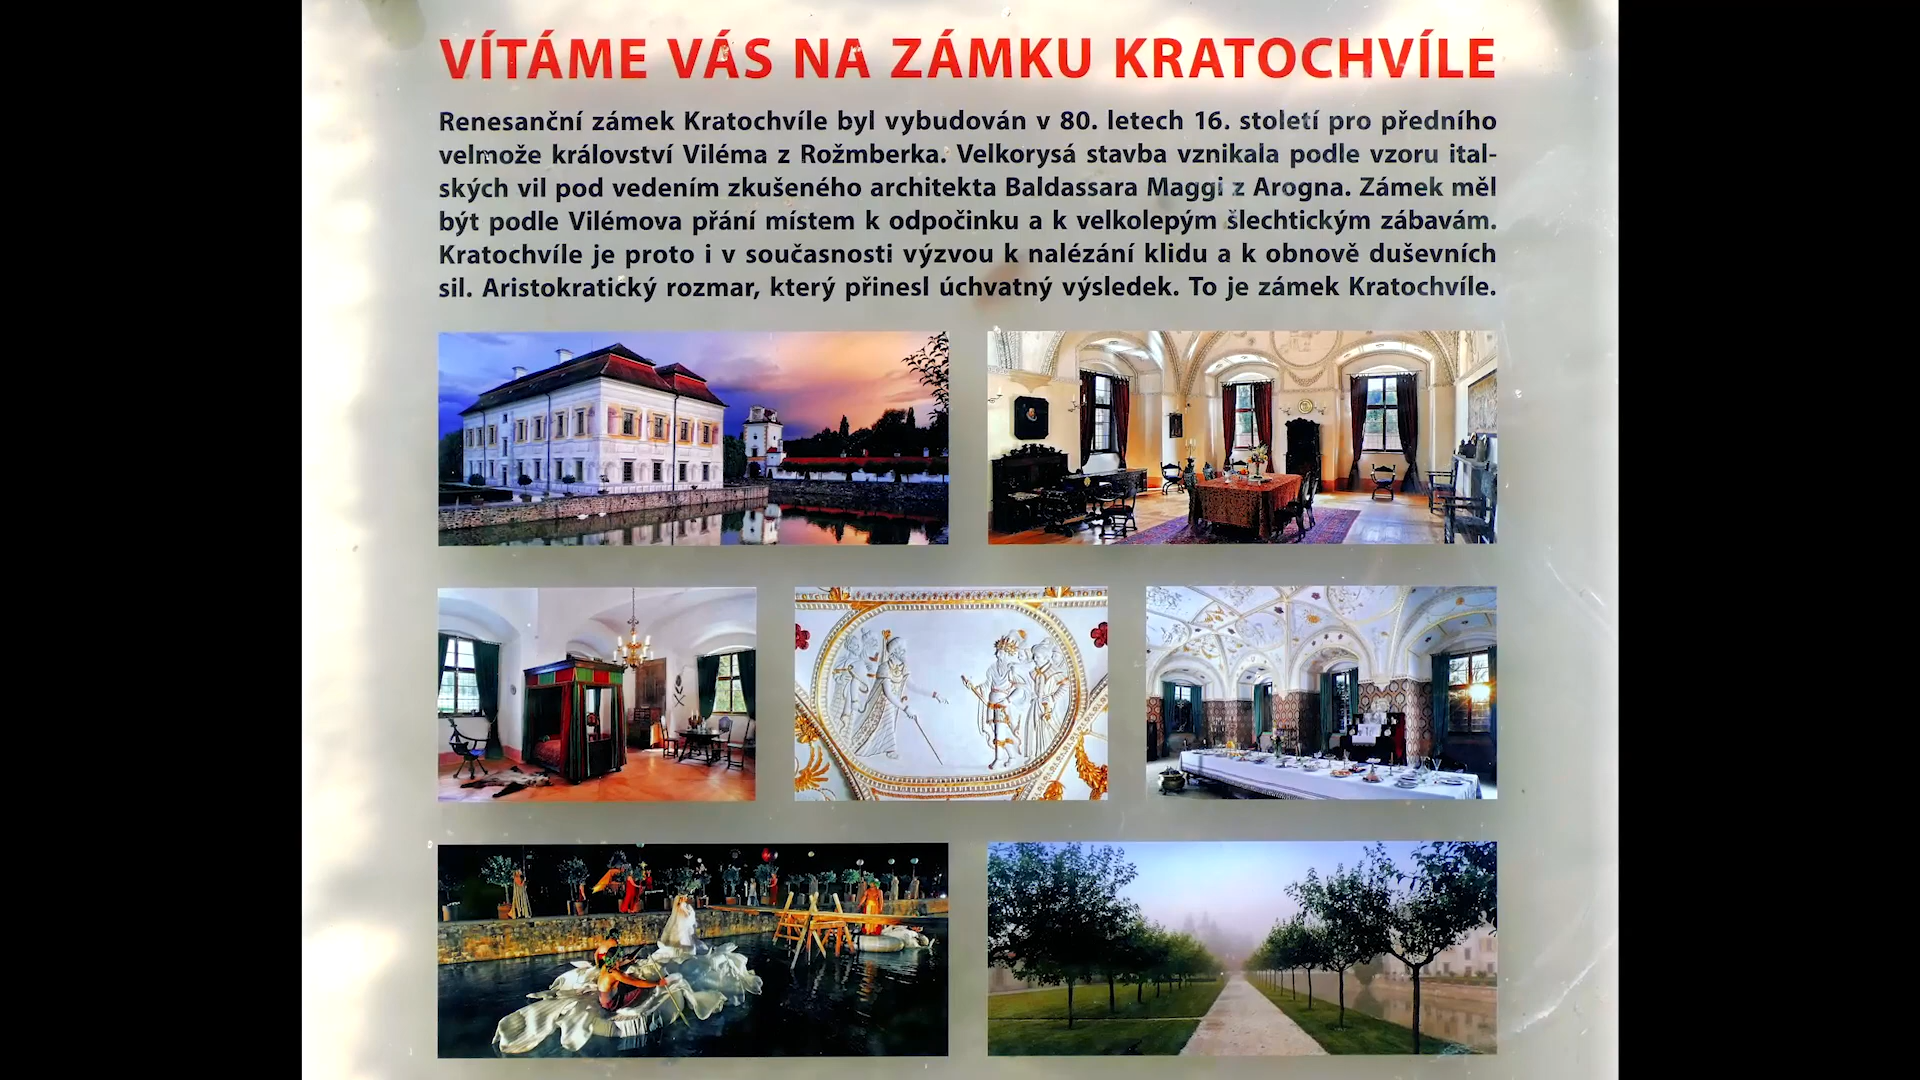 VÍTÁME VÁS NA ZÁMKU KRATOCHVÍLE
Renesanční zámek Kratochvíle byl vybudován v 80. letech 16. století pro předního
velmože království Viléma z Rožmberka. Velkorysá stavba vznikala podle vzoru ital-
ských vil pod vedením zkušeného architekta Baldassara Maggi z Arogna. Zámek měl
být podle Vilémova přání místem k odpočinku a k velkolepým šlechtickým zábavám.
Kratochvíle je proto i v současnosti výzvou k nalézání klidu a k obnově duševních
sil. Aristokratický rozmar, který přinesl úchvatný výsledek. To je zámek Kratochvíle.